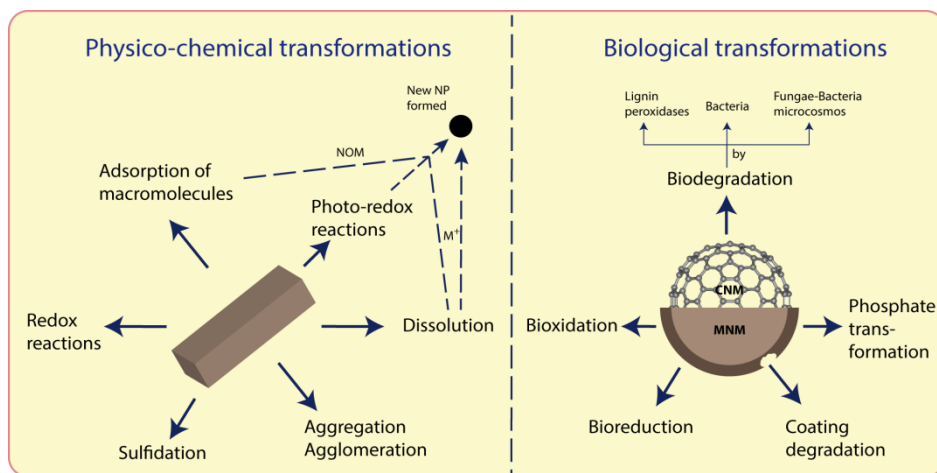 Physico-chemical transformations
New NP
formed
NOM
Adsorption of
macromolecules
Photo-redox
reactions
M+
Redox
reactions
Dissolution
Sulfidation
Aggregation
Agglomeration
Biological transformations
Lignin
peroxidases
Bacteria
Fungae-Bacteria
microcosmos
by
Biodegradation
CNM
MNM
Bioxidation
Phosphate
trans-
formation
Bioreduction
Coating
degradation